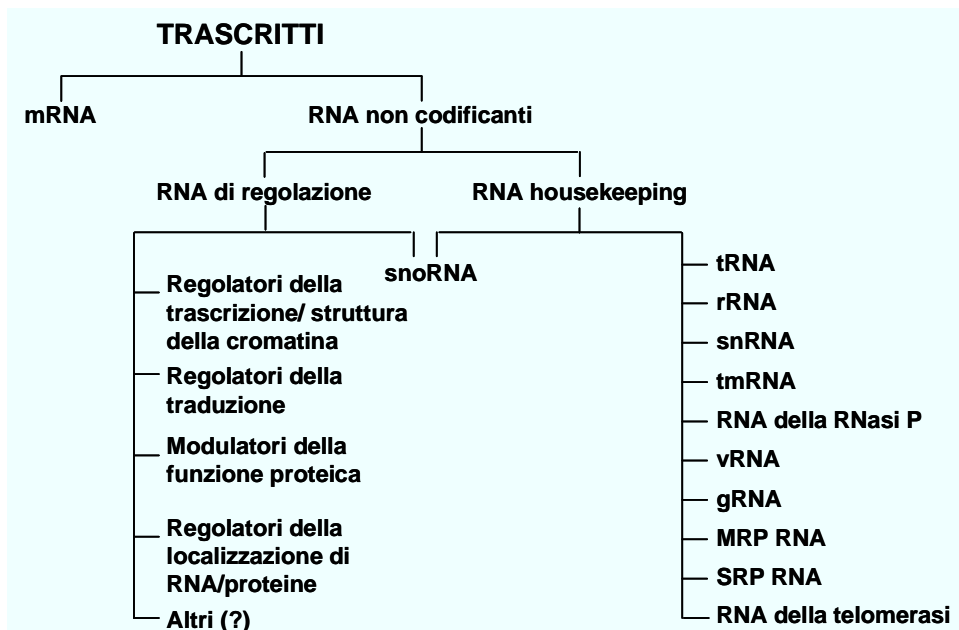 TRASCRITTI
mRNA
RNA non codificanti
RNA di regolazione
RNA housekeeping
snoRNA
Regolatori della
trascrizione/ struttura
della cromatina
Regolatori della
traduzione
Modulatori della
funzione proteica
Regolatori della
localizzazione di
RNA/proteine
Altri (?)
tRNA
rRNA
snRNA
tmRNA
RNA della RNasi P
vRNA
gRNA
MRP RNA
SRP RNA
RNA della telomerasi